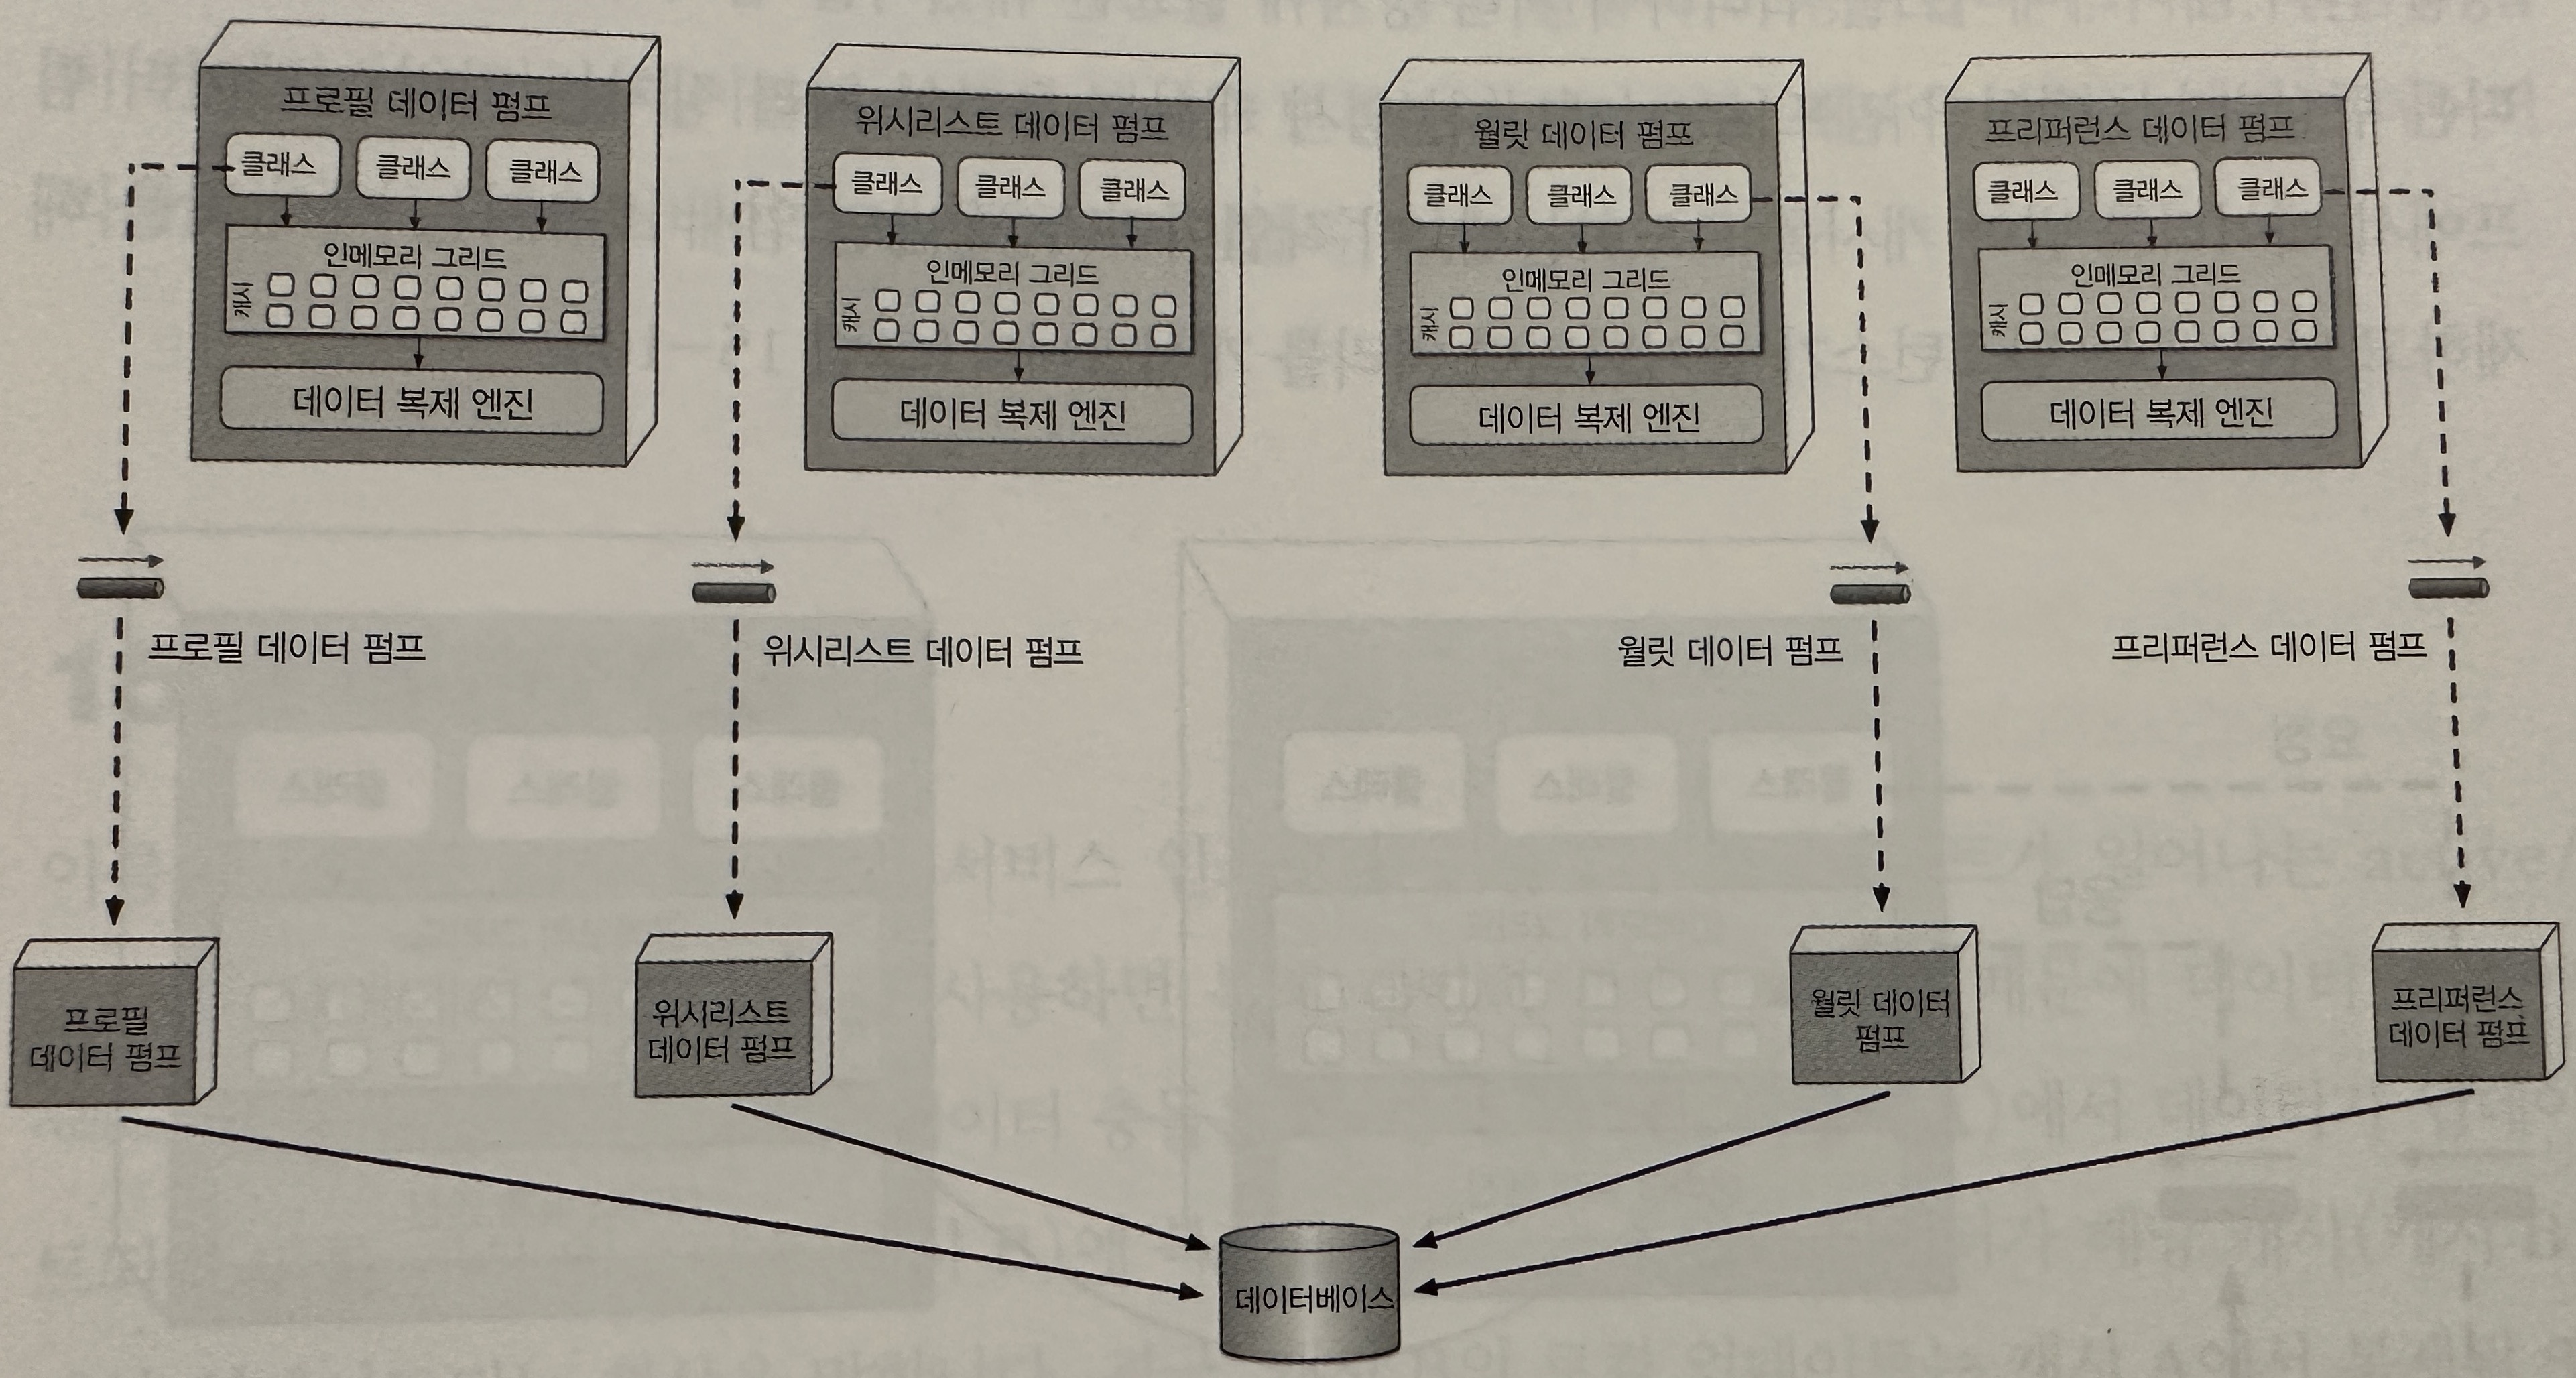 프로필 데이터 펌프
클래스 클래스 클래스
인메모리 그리드
캐시
데이터 복제 엔진
위시리스트 데이터 펌프
클래스 클래스 클래스
인메모리 그리드
캐시
데이터 복제 엔진
월릿 데이터 펌프
클래스 클래스 클래스
인메모리 그리드
캐시
데이터 복제 엔진
프리퍼런스 데이터 펌프
클래스 클래스 클래스
인메모리 그리드
캐시
데이터 복제 엔진
프로필 데이터 펌프
위시리스트 데이터 펌프
월릿 데이터 펌프
프리퍼런스 데이터 펌프
프로필
데이터 펌프
위시리스트
데이터 펌프
월릿 데이터
펌프
프리퍼런스
데이터 펌프
데이터베이스